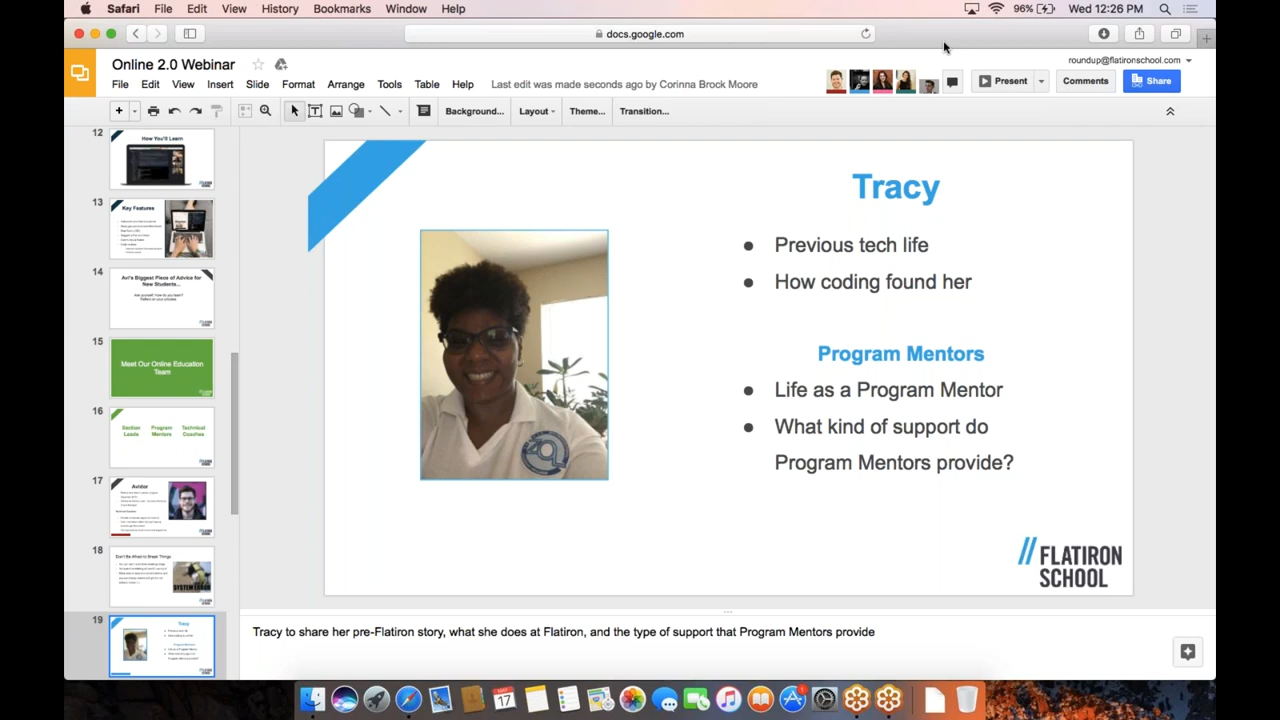 Safari File Edit View History Bookmarks Window Help 96% Wed 12:26 PM
docs.google.com
Online 2.0 Webinar
roundup@flatironschool.com
File Edit View Insert Slide Format Arrange Tools Table Help Last edit was made seconds ago by Corinna Brock Moore Present Comments Share
Background... Layout Theme... Transition...
12
How You'll Learn
13
Key Features
14
Avi's Biggest Piece of Advice for
New Students...
15
Meet Our Online Education
Team
16
Section Program Technical
Leads Mentors Coaches
17
18
Don't Be Afraid to Break Things
19
Tracy
Tracy
● Previous tech life
● How coding found her
Program Mentors
● Life as a Program Mentor
● What kind of support do
Program Mentors provide?
// FLATIRON
SCHOOL
Tracy to share her pre-Flatiron story, what she does at Flatiron, and the type of support that Program Mentors provide
17
1